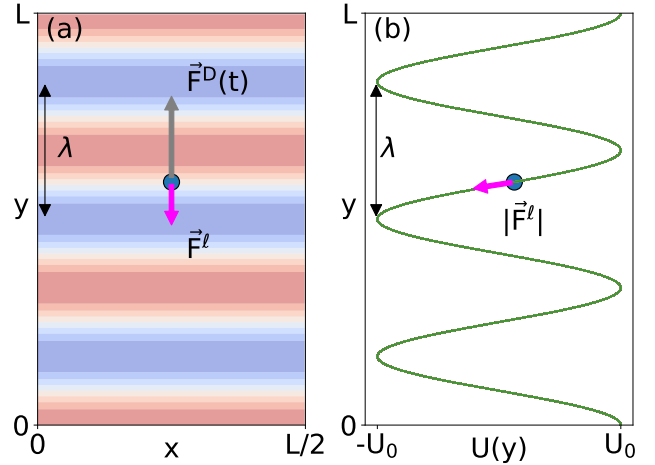 L
(a)
F⃗ᴰ(t)
λ
y
F⃗ˡ
0
0
x
L/2
L
(b)
λ
y
|F⃗ˡ|
0
-U₀
U(y)
U₀